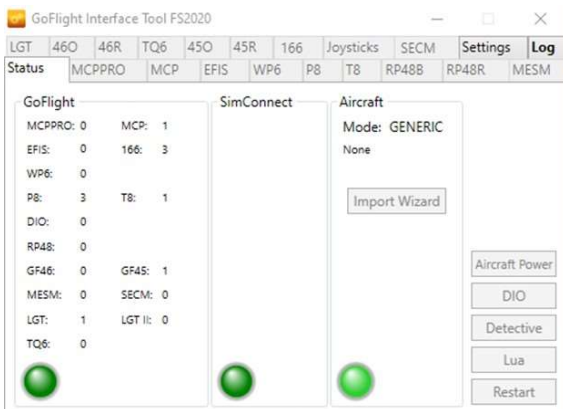 GoFlight Interface Tool FS2020
LGT 46O 46R TQ6 45O 45R 166 Joysticks SECM Settings Log
Status MCPPRO MCP EFIS WP6 P8 T8 RP48B RP48R MESM
GoFlight SimConnect Aircraft
MCPPRO: 0 MCP: 1 Mode: GENERIC
EFIS: 0 166: 3 None
WP6: 0
P8: 3 T8: 1 Import Wizard
DIO: 0
RP48: 0
GF46: 0 GF45: 1 Aircraft Power
MESM: 0 SECM: 0 DIO
LGT: 1 LGT II: 0 Detective
TQ6: 0
Lua
Restart